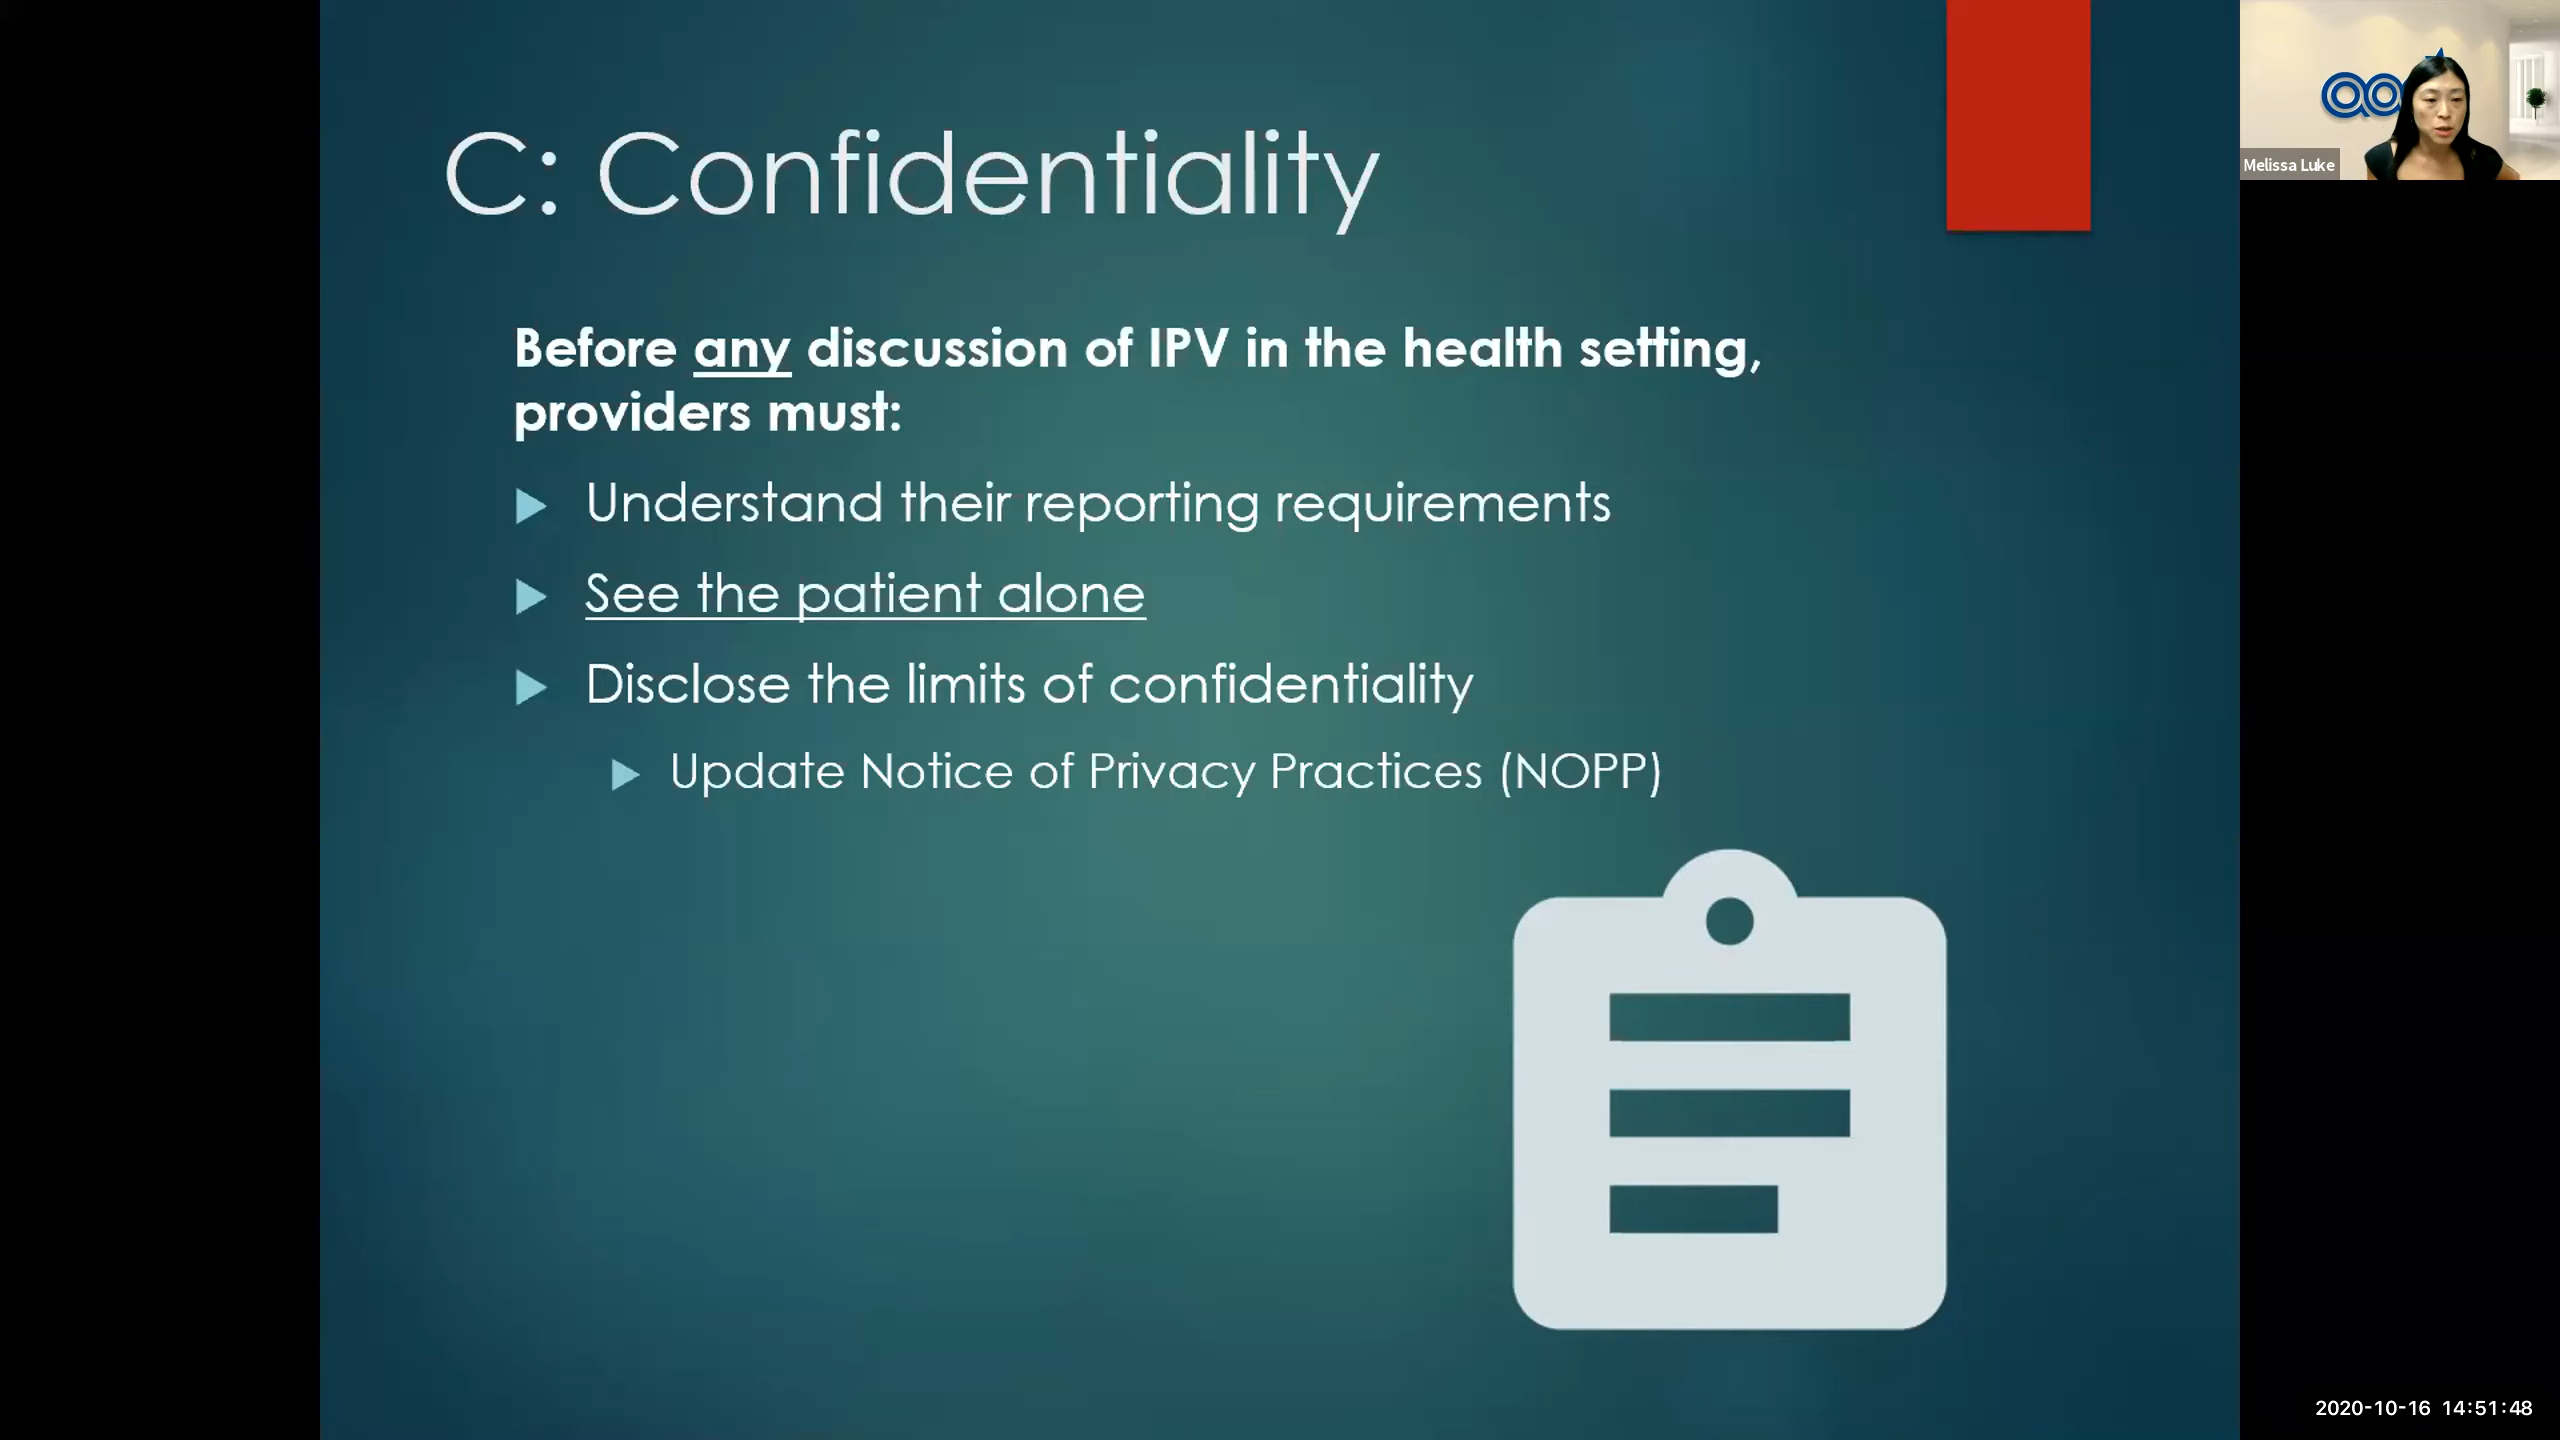 C: Confidentiality
Before any discussion of IPV in the health setting,
providers must:
Understand their reporting requirements
See the patient alone
Disclose the limits of confidentiality
Update Notice of Privacy Practices (NOPP)
Melissa Luke
2020-10-16 14:51:48